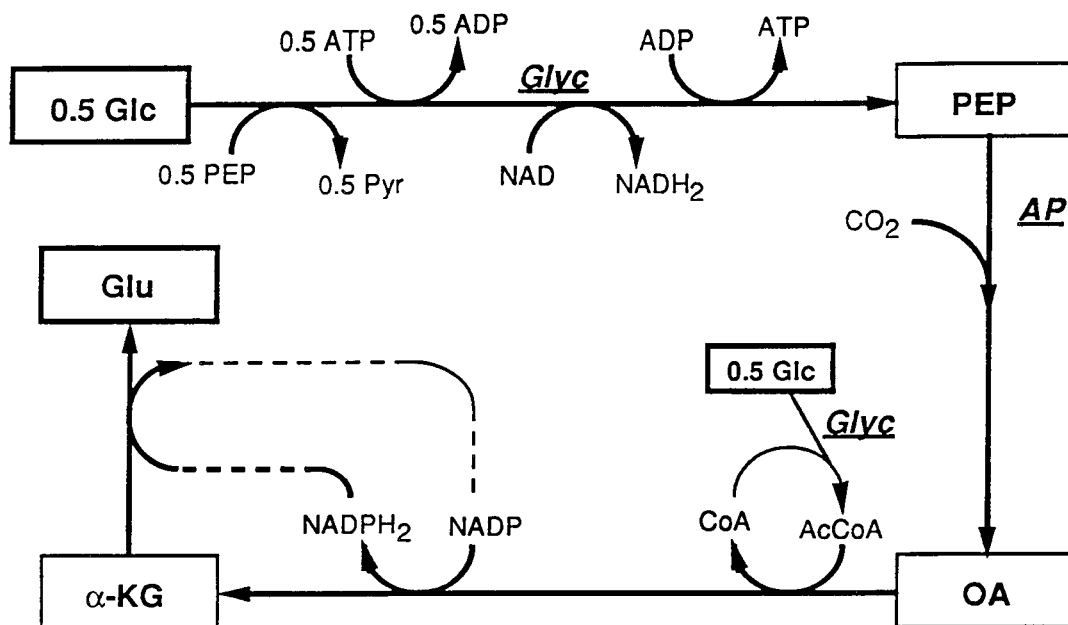 0.5 ATP
0.5 ADP
ADP
ATP
Glyc
0.5 Glc
PEP
0.5 PEP
0.5 Pyr
NAD
NADH2
AP
CO2
Glu
0.5 Glc
Glyc
NADPH2
NADP
CoA
AcCoA
α-KG
OA